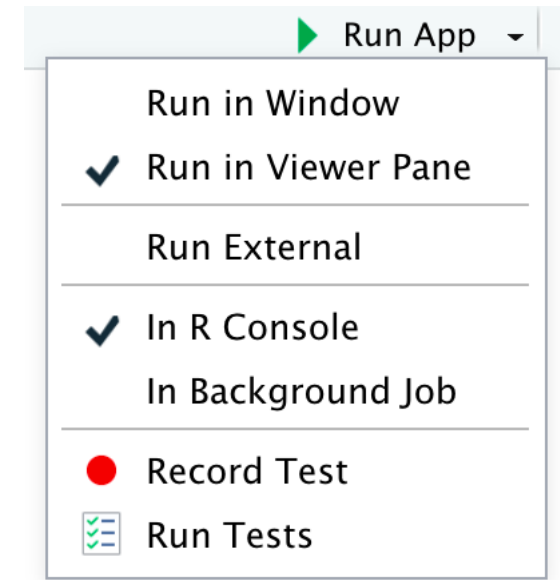 Run App
Run in Window
Run in Viewer Pane
Run External
In R Console
In Background Job
Record Test
Run Tests